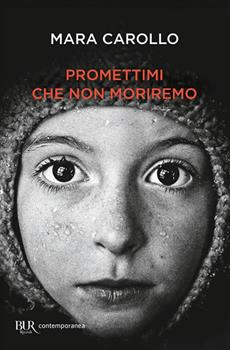 MARA CAROLLO
PROMETTIMI
CHE NON MORIREMO
BUR contemporanea
Rizzoli